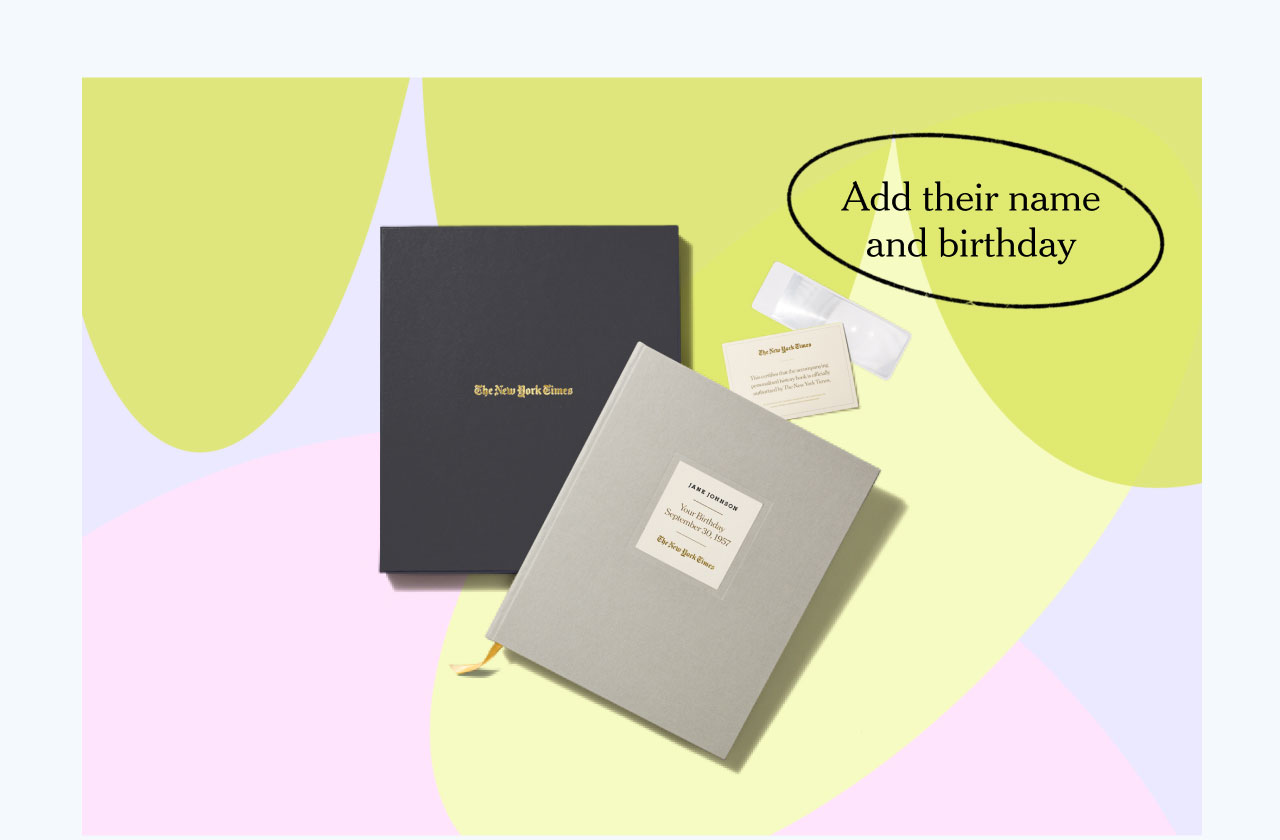 Add their name
and birthday
The New York Times
The New York Times
This certifies that the accompanying
personalized history book is officially
authorized by The New York Times.
JANE JOHNSON
Your Birthday
September 30, 1957
The New York Times